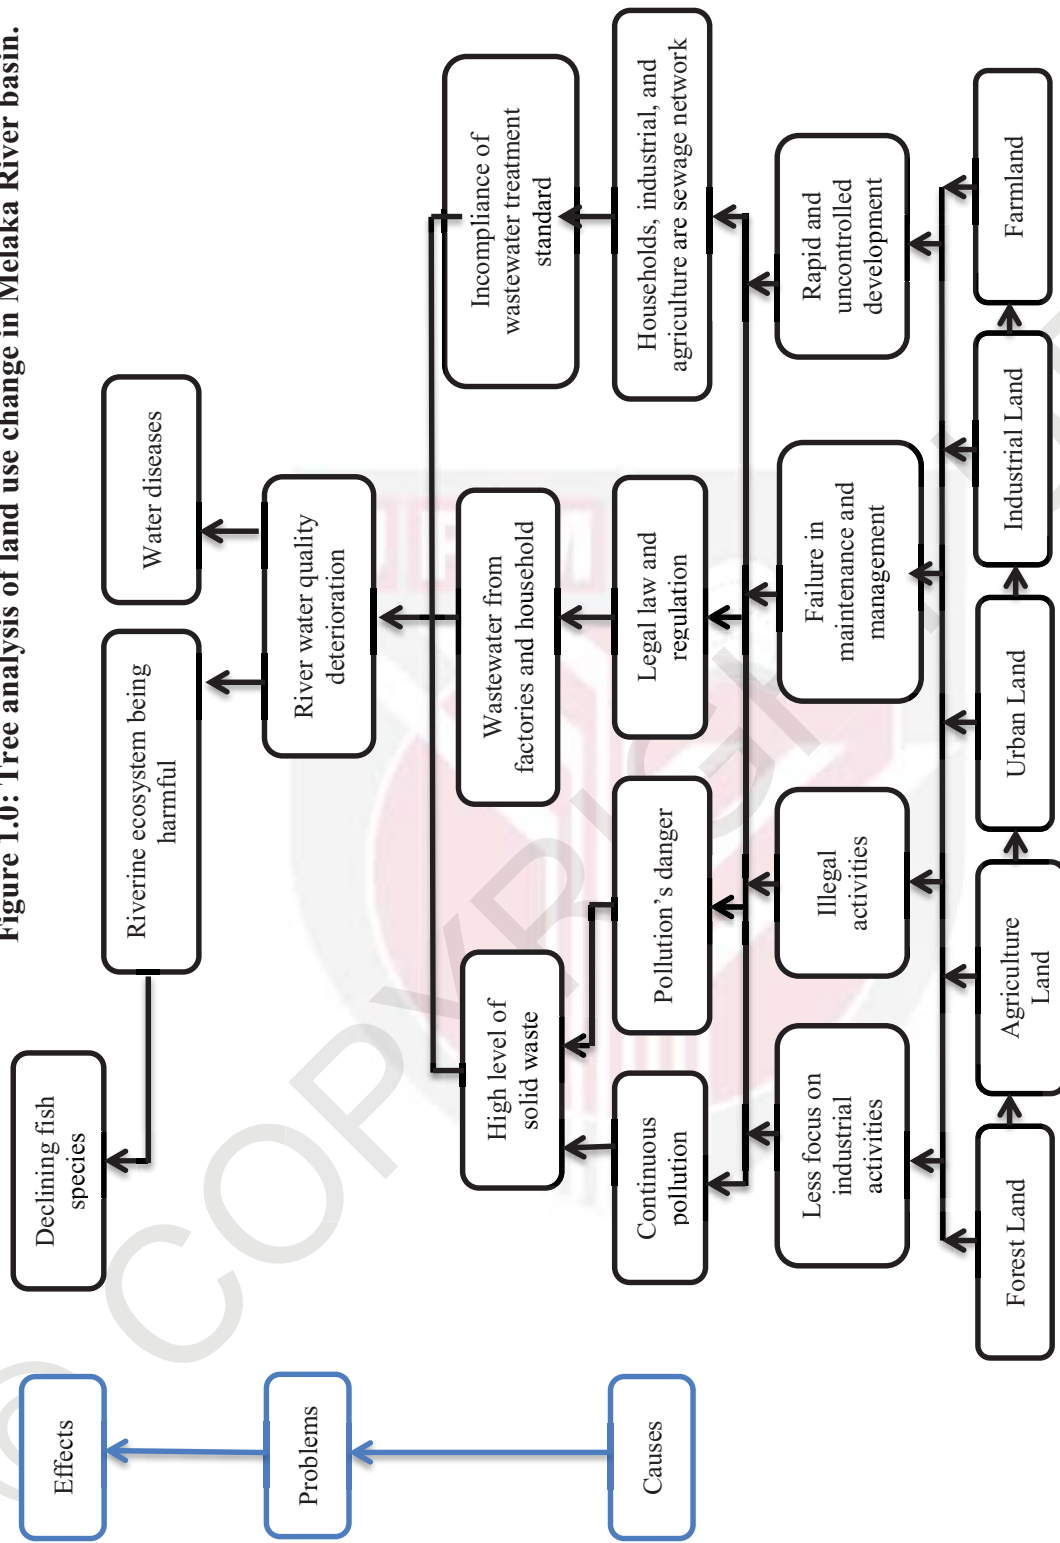 Figure 1.0: Tree analysis of land use change in Melaka River basin.
Effects
Declining fish
species
Riverine ecosystem being
harmful
Water diseases
Problems
River water quality
deterioration
High level of
solid waste
Wastewater from
factories and household
Incompliance of
wastewater treatment
standard
Causes
Continuous
pollution
Pollution’s danger
Legal law and
regulation
Households, industrial, and
agriculture are sewage network
Less focus on
industrial
activities
Illegal
activities
Failure in
maintenance and
management
Rapid and
uncontrolled
development
Forest Land
Agriculture
Land
Urban Land
Industrial Land
Farmland
© COPYRIGHT
UPM